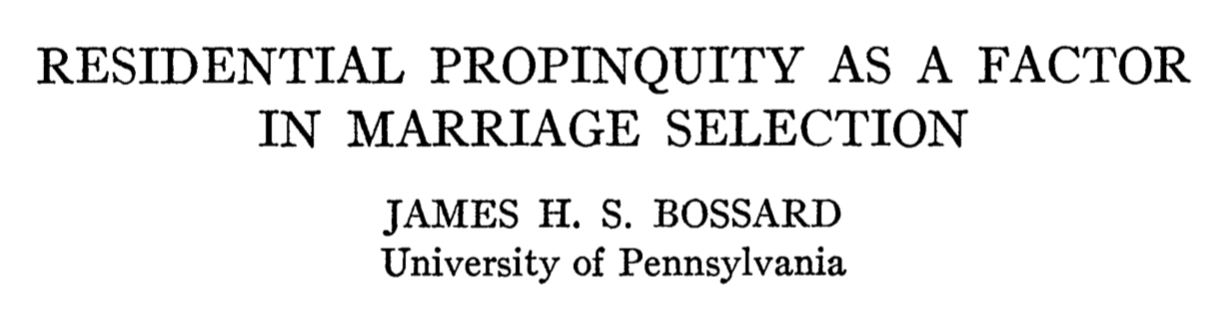 RESIDENTIAL PROPINQUITY AS A FACTOR
IN MARRIAGE SELECTION
JAMES H. S. BOSSARD
University of Pennsylvania